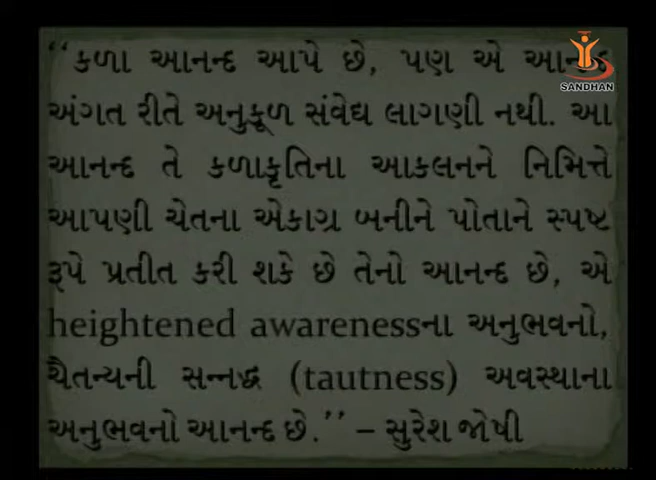 “કળા આનન્દ આપે છે, પણ એ આનન્દ
SANDHAN
અંગત રીતે અનુકૂળ સંવેદ્ય લાગણી નથી. આ
આનન્દ તે કળાકૃતિના આકલનને નિમિત્તે
આપણી ચેતના એકાગ્ર બનીને પોતાને સ્પષ્ટ
રૂપે પ્રતીત કરી શકે છે તેનો આનન્દ છે, એ
heightened awarenessના અનુભવનો,
ચૈતન્યની સન્નદ્ધ (tautness) અવસ્થાના
અનુભવનો આનન્દ છે.” – સુરેશ જોષી